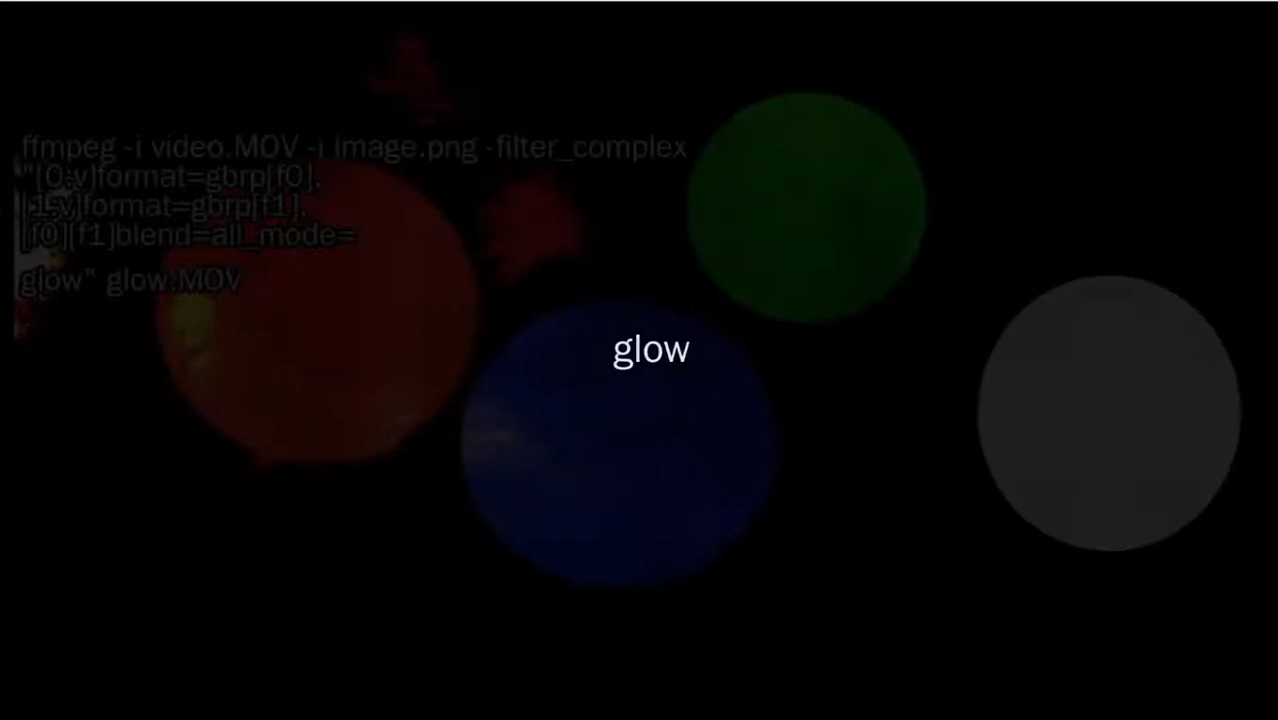 ffmpeg -i video.MOV -i image.png -filter_complex
"[0:v]format=gbrp[f0],
[1:v]format=gbrp[f1],
[f0][f1]blend=all_mode=
glow" glow.MOV
glow